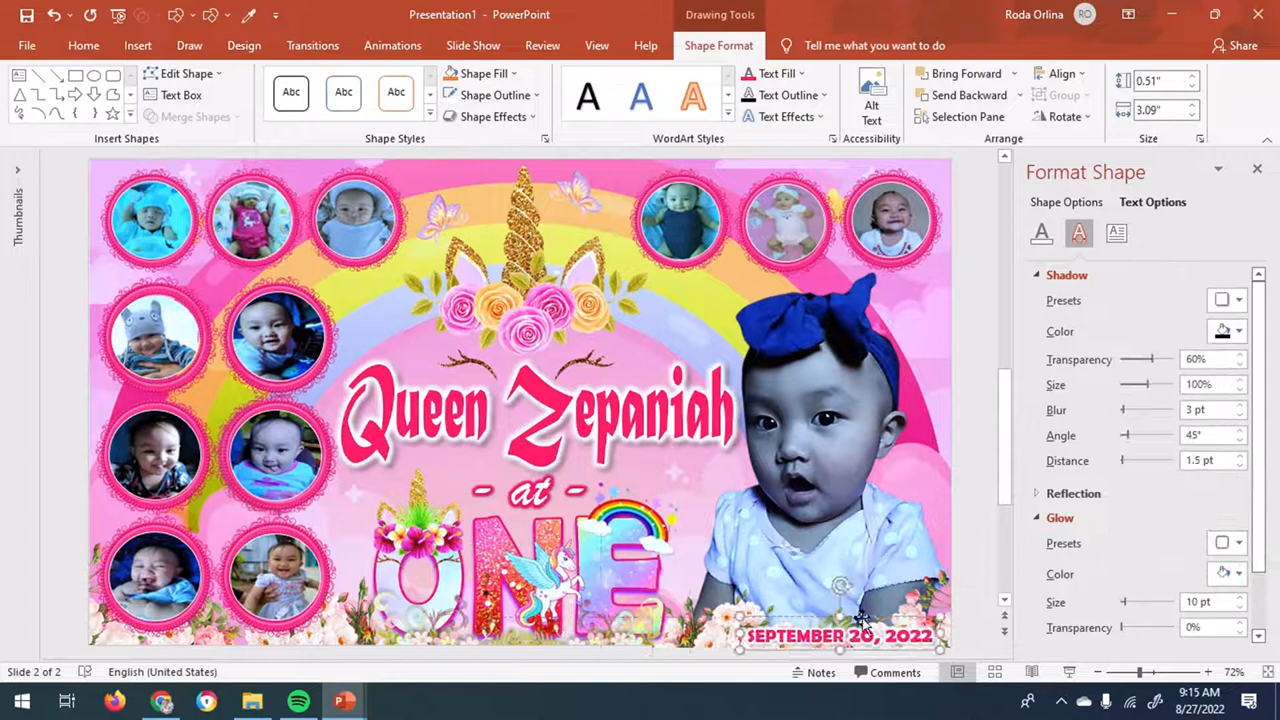 Presentation1 - PowerPoint
Drawing Tools
Roda Orlina
RO
File
Home
Insert
Draw
Design
Transitions
Animations
Slide Show
Review
View
Help
Shape Format
Tell me what you want to do
Share
Edit Shape
Text Box
Merge Shapes
Insert Shapes
Abc
Abc
Abc
Shape Fill
Shape Outline
Shape Effects
Shape Styles
A
A
A
Text Fill
Text Outline
Text Effects
WordArt Styles
Alt
Text
Accessibility
Bring Forward
Send Backward
Selection Pane
Align
Group
Rotate
Arrange
0.51"
3.09"
Size
Thumbnails
Queen Zepaniah
- at -
ONE
SEPTEMBER 20, 2022
Format Shape
Shape Options
Text Options
Shadow
Presets
Color
Transparency
60%
Size
100%
Blur
3 pt
Angle
45°
Distance
1.5 pt
Reflection
Glow
Presets
Color
Size
10 pt
Transparency
0%
Slide 2 of 2
English (United States)
Notes
Comments
72%
9:15 AM
8/27/2022